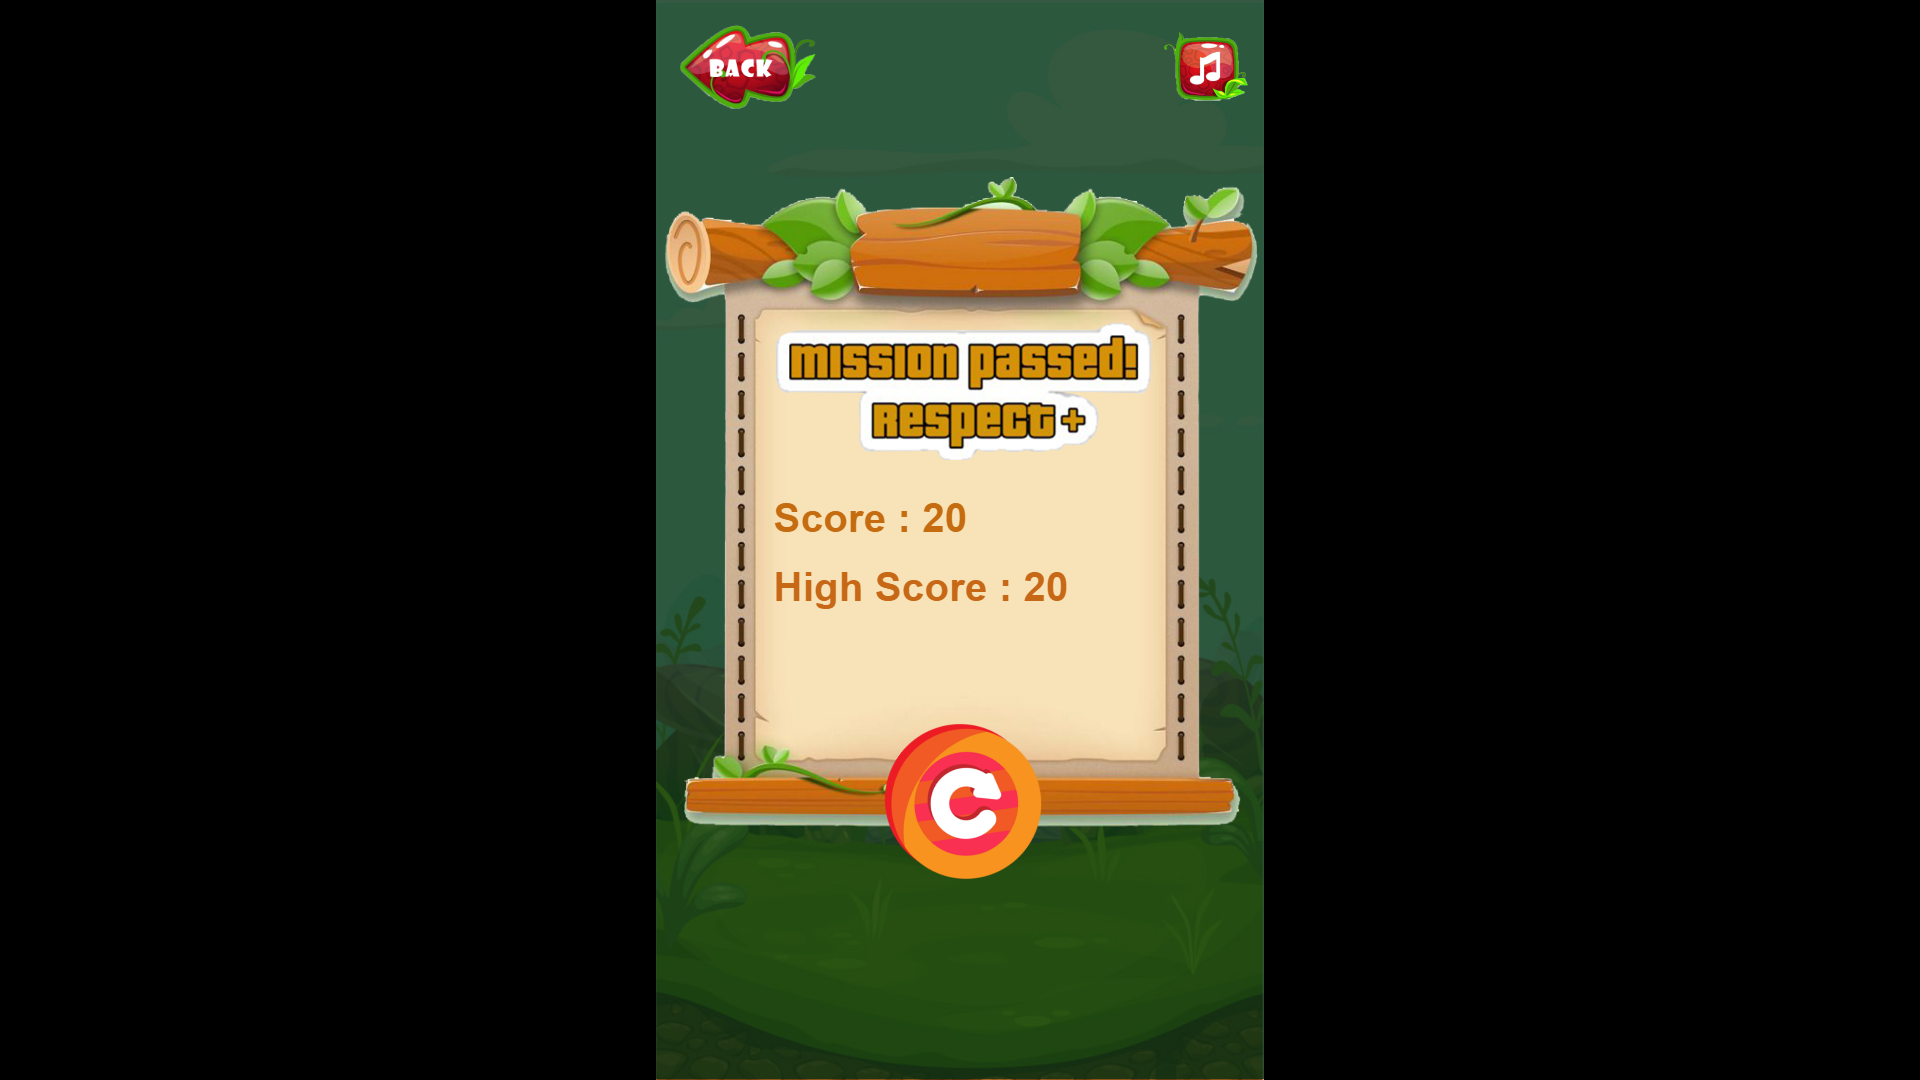 BACK
mission passed!
Respect +
Score : 20
High Score : 20